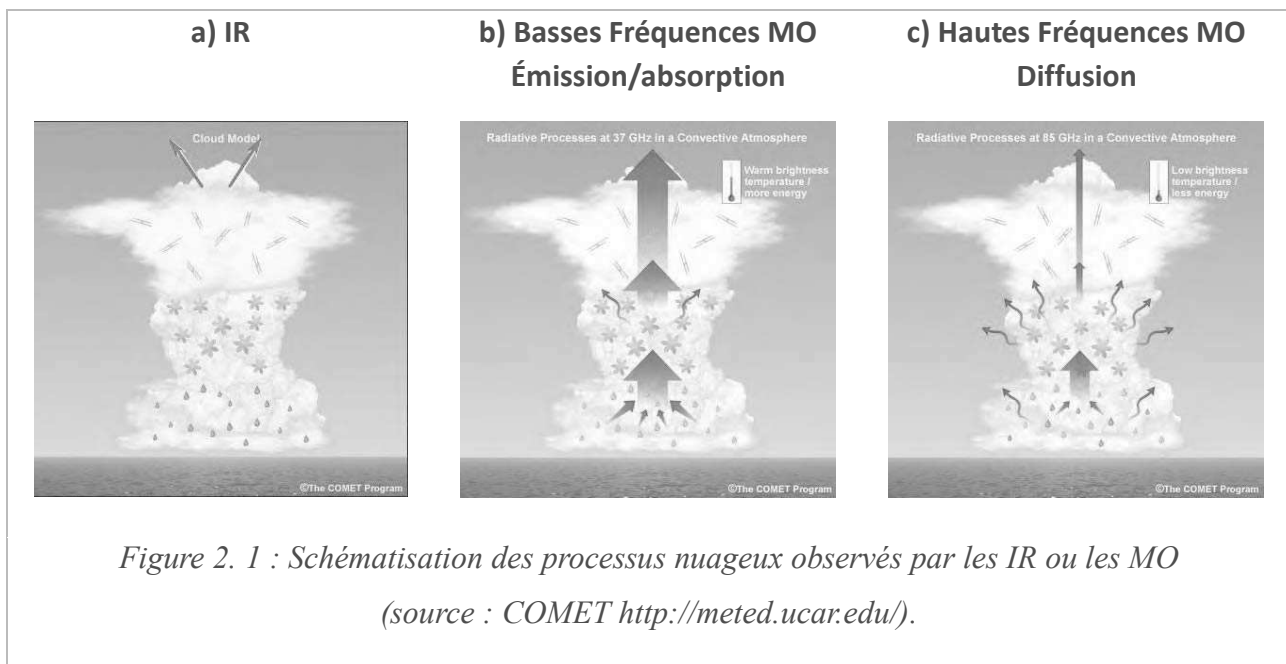 a) IR
b) Basses Fréquences MO
Émission/absorption
c) Hautes Fréquences MO
Diffusion
Cloud Model
©The COMET Program
Radiative Processes at 37 GHz in a Convective Atmosphere
Warm brightness
temperature /
more energy
©The COMET Program
Radiative Processes at 85 GHz in a Convective Atmosphere
Low brightness
temperature /
less energy
©The COMET Program
Figure 2. 1 : Schématisation des processus nuageux observés par les IR ou les MO
(source : COMET http://meted.ucar.edu/).